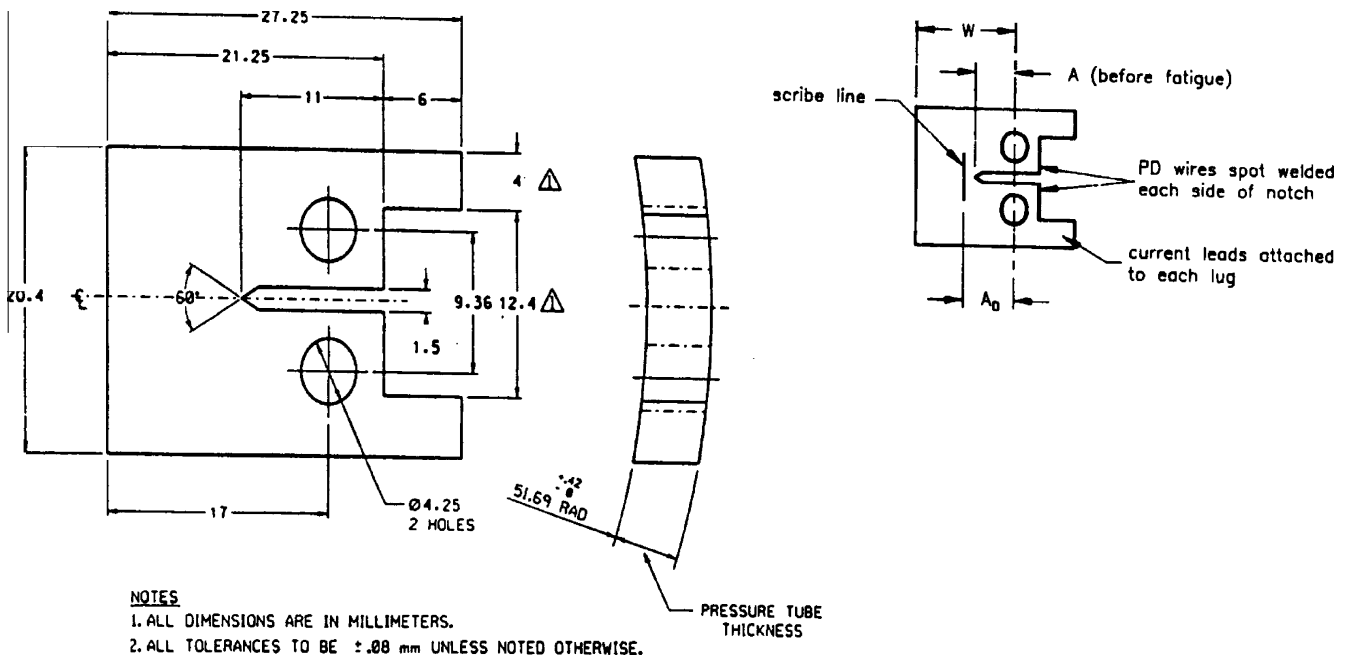 27.25
21.25
11
6
4
20.4
60°
9.36
12.4
1.5
Ø4.25
2 HOLES
17
+.42
- 0
51.69 RAD
PRESSURE TUBE
THICKNESS
NOTES
1. ALL DIMENSIONS ARE IN MILLIMETERS.
2. ALL TOLERANCES TO BE ±.08 mm UNLESS NOTED OTHERWISE.
W
A (before fatigue)
scribe line
PD wires spot welded
each side of notch
current leads attached
to each lug
A₀